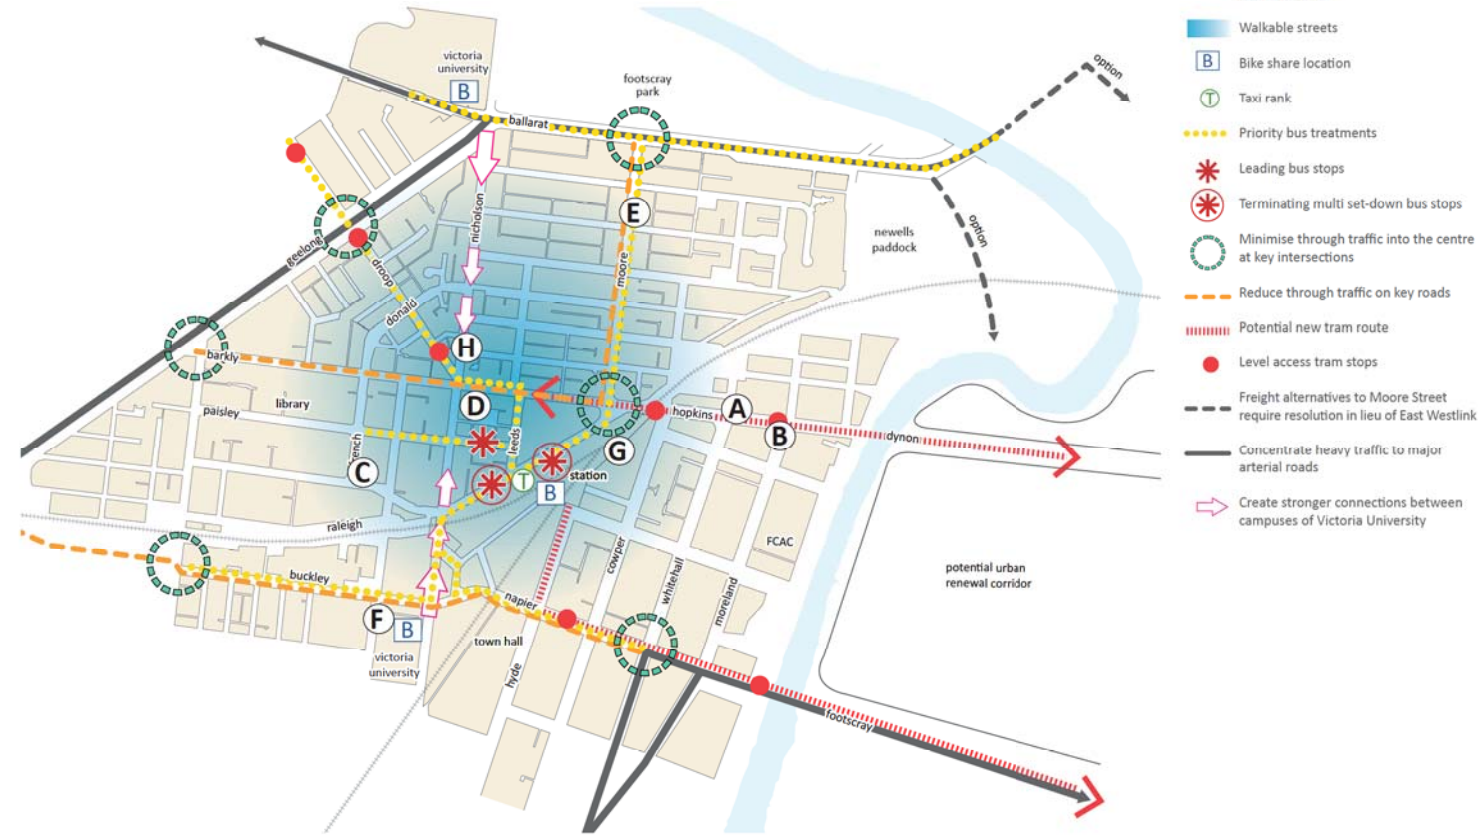 victoria
university
B
footscray
park
ballarat
option
option
E
nicholson
newells
paddock
geelong
droop
moore
donald
H
barkly
library
D
paisley
hopkins
A
B
dynon
leeds
G
C
T
station
B
raleigh
FCAC
cowper
whitehall
potential urban
renewal corridor
buckley
napier
moreland
F
B
town hall
victoria
university
hyde
footscray
Walkable streets
B
Bike share location
T
Taxi rank
Priority bus treatments
Leading bus stops
Terminating multi set-down bus stops
Minimise through traffic into the centre
at key intersections
Reduce through traffic on key roads
Potential new tram route
Level access tram stops
Freight alternatives to Moore Street
require resolution in lieu of East Westlink
Concentrate heavy traffic to major
arterial roads
Create stronger connections between
campuses of Victoria University